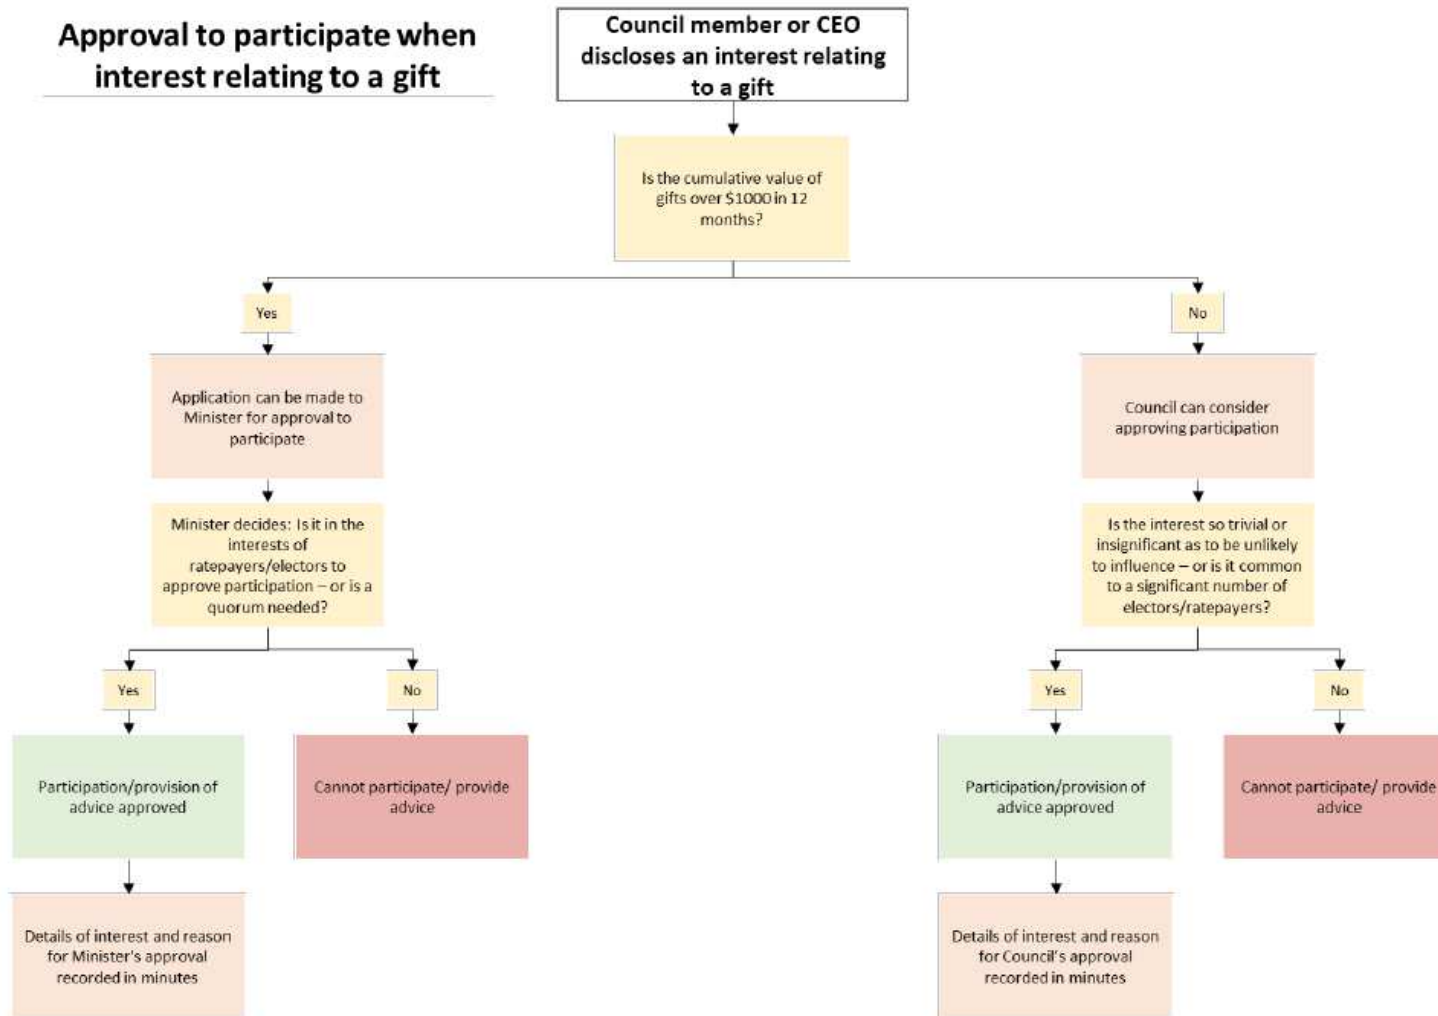 Approval to participate when
interest relating to a gift
Council member or CEO
discloses an interest relating
to a gift
Is the cumulative value of
gifts over $1000 in 12
months?
Yes
No
Application can be made to
Minister for approval to
participate
Council can consider
approving participation
Minister decides: Is it in the
interests of
ratepayers/electors to
approve participation – or is a
quorum needed?
Is the interest so trivial or
insignificant as to be unlikely
to influence – or is it common
to a significant number of
electors/ratepayers?
Yes
No
Yes
No
Participation/provision of
advice approved
Cannot participate/ provide
advice
Participation/provision of
advice approved
Cannot participate/ provide
advice
Details of interest and reason
for Minister's approval
recorded in minutes
Details of interest and reason
for Council's approval
recorded in minutes